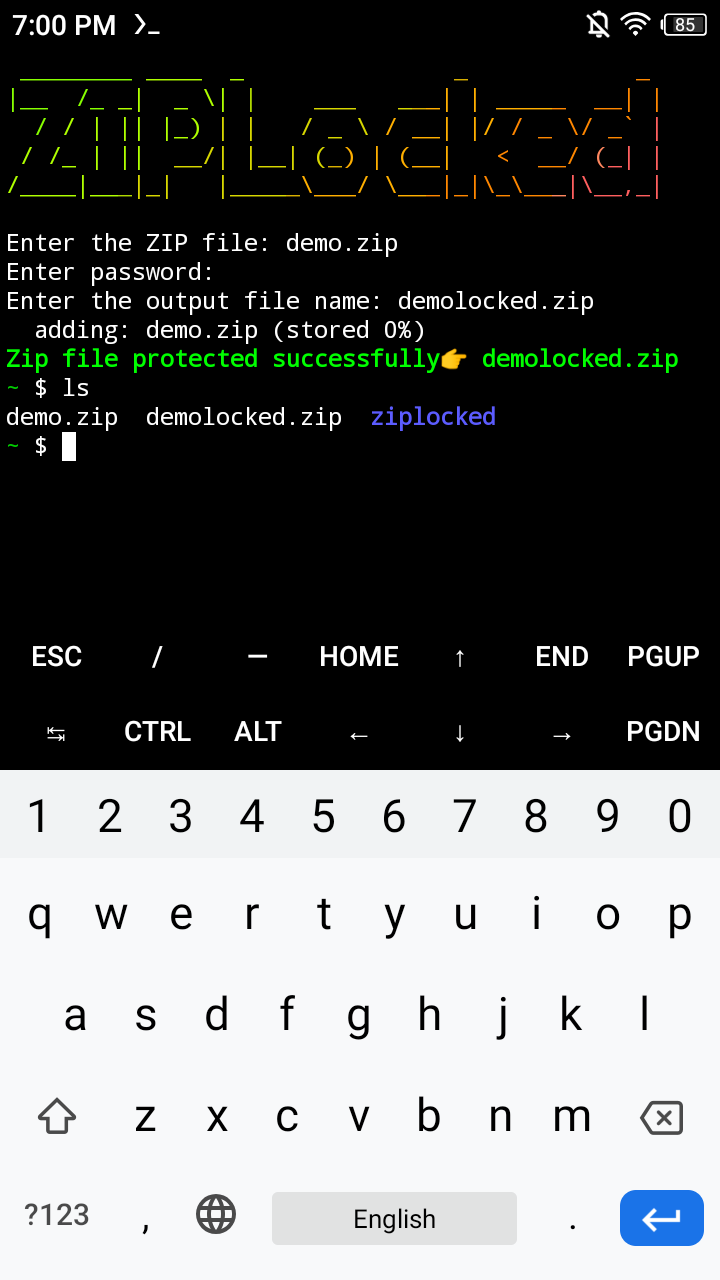 7:00 PM
85
ZIPLocked
Enter the ZIP file: demo.zip
Enter password:
Enter the output file name: demolocked.zip
adding: demo.zip (stored 0%)
Zip file protected successfully👉 demolocked.zip
~ $ ls
demo.zip demolocked.zip ziplocked
~ $
ESC / — HOME ↑ END PGUP
↹ CTRL ALT ← ↓ → PGDN
1 2 3 4 5 6 7 8 9 0
q w e r t y u i o p
a s d f g h j k l
z x c v b n m
?123 , English .